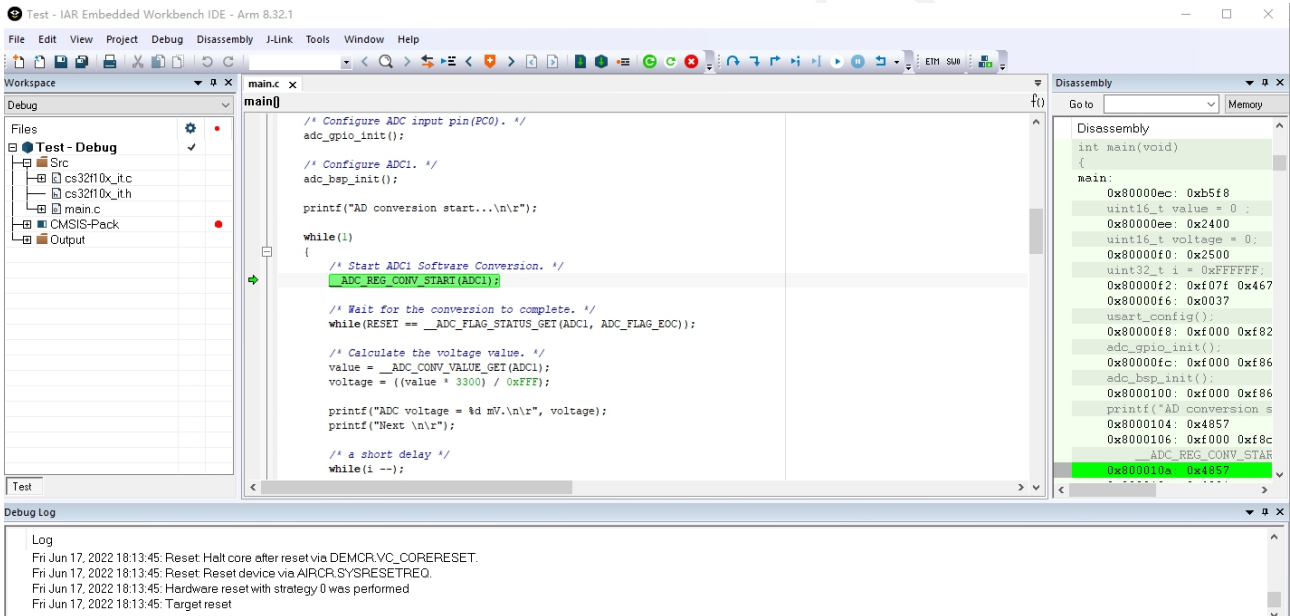 Test - IAR Embedded Workbench IDE - Arm 8.32.1
File Edit View Project Debug Disassembly J-Link Tools Window Help
ETM SWO
Workspace
Debug
Files
Test - Debug
Src
cs32f10x_it.c
cs32f10x_it.h
main.c
CMSIS-Pack
Output
Test
main.c x
main()
f()
/* Configure ADC input pin(PC0). */
adc_gpio_init();
/* Configure ADC1. */
adc_bsp_init();
printf("AD conversion start...\n\r");
while(1)
{
/* Start ADC1 Software Conversion. */
__ADC_REG_CONV_START(ADC1);
/* Wait for the conversion to complete. */
while(RESET == __ADC_FLAG_STATUS_GET(ADC1, ADC_FLAG_EOC));
/* Calculate the voltage value. */
value = __ADC_CONV_VALUE_GET(ADC1);
voltage = ((value * 3300) / 0xFFF);
printf("ADC voltage = %d mV.\n\r", voltage);
printf("Next \n\r");
/* a short delay */
while(i --);
Disassembly
Go to Memory
Disassembly
int main(void)
{
main:
0x80000ec: 0xb5f8
uint16_t value = 0 ;
0x80000ee: 0x2400
uint16_t voltage = 0;
0x80000f0: 0x2500
uint32_t i = 0xFFFFFF;
0x80000f2: 0xf07f 0x467
0x80000f6: 0x0037
usart_config();
0x80000f8: 0xf000 0xf82
adc_gpio_init();
0x80000fc: 0xf000 0xf86
adc_bsp_init();
0x8000100: 0xf000 0xf86
printf("AD conversion s
0x8000104: 0x4857
0x8000106: 0xf000 0xf8c
__ADC_REG_CONV_STAR
0x800010a: 0x4857
Debug Log
Log
Fri Jun 17, 2022 18:13:45: Reset: Halt core after reset via DEMCR.VC_CORERESET.
Fri Jun 17, 2022 18:13:45: Reset: Reset device via AIRCR.SYSRESETREQ.
Fri Jun 17, 2022 18:13:45: Hardware reset with strategy 0 was performed
Fri Jun 17, 2022 18:13:45: Target reset